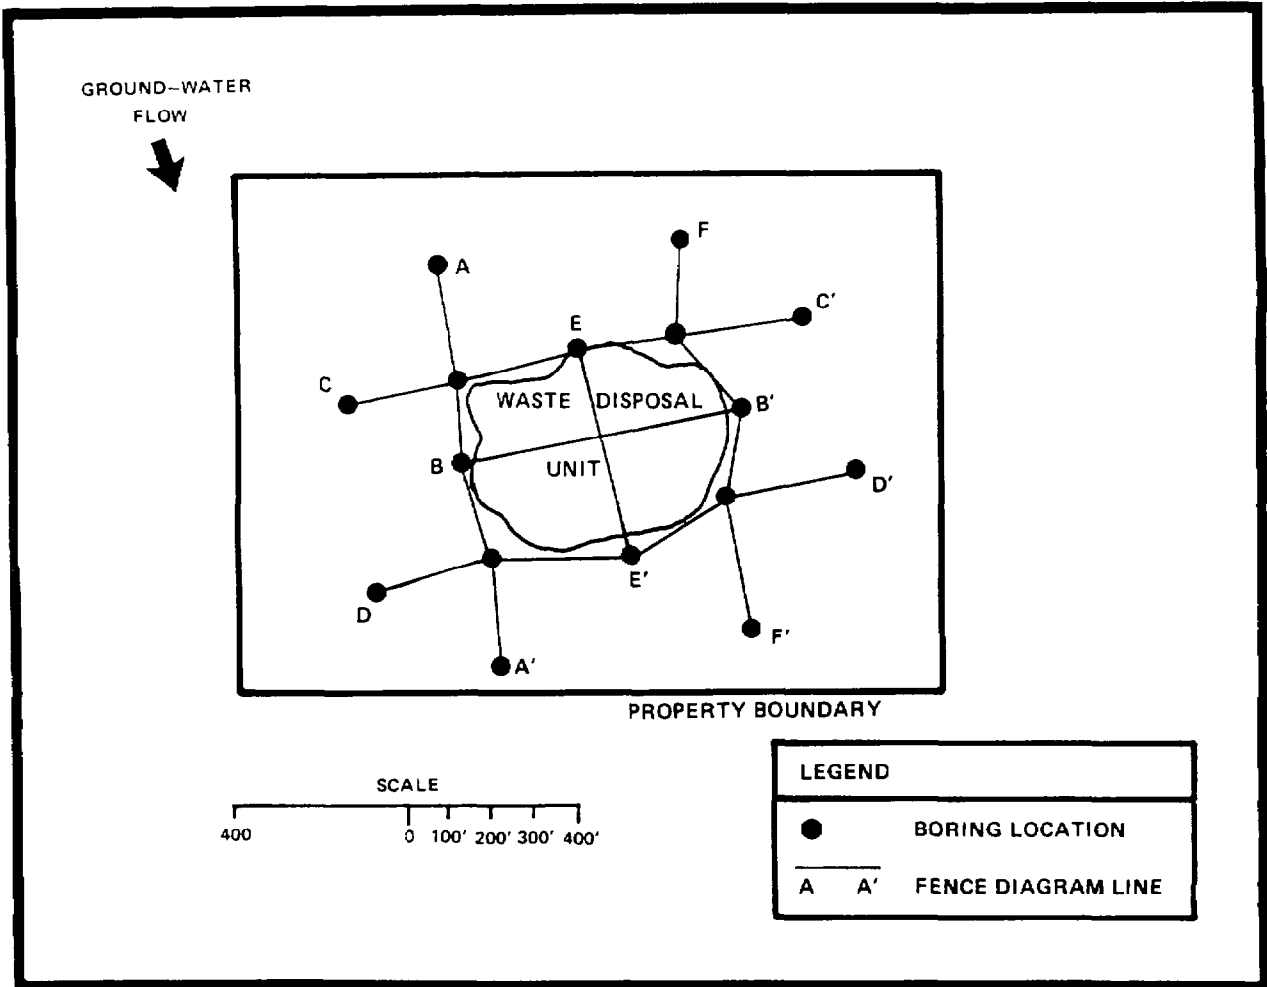 GROUND-WATER
FLOW
F
A
C'
E
C
WASTE DISPOSAL
B'
B
UNIT
D'
E'
D
F'
A'
PROPERTY BOUNDARY
LEGEND
SCALE
400 0 100' 200' 300' 400'
BORING LOCATION
A A' FENCE DIAGRAM LINE